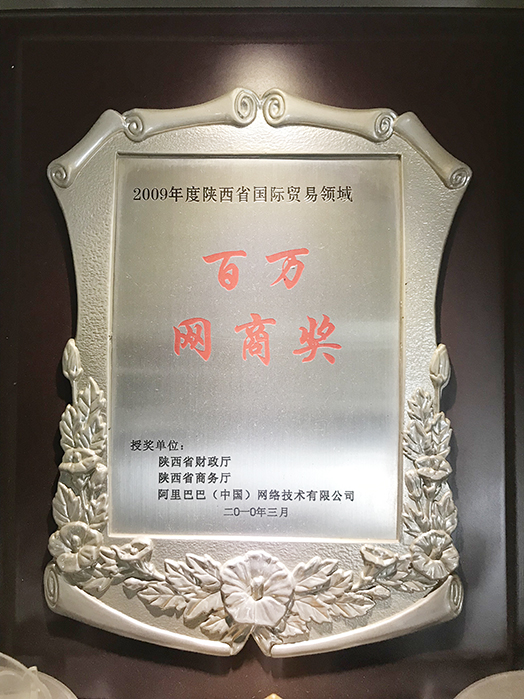 2009年度陕西省国际贸易领域
百万
网商奖
授奖单位：
陕西省财政厅
陕西省商务厅
阿里巴巴（中国）网络技术有限公司
二0一0年三月